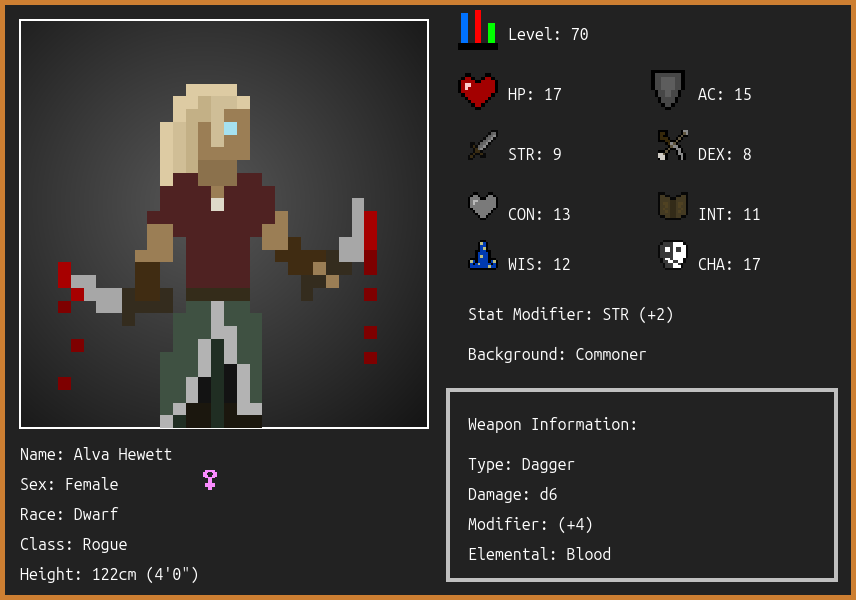 Level: 70
HP: 17
AC: 15
STR: 9
DEX: 8
CON: 13
INT: 11
WIS: 12
CHA: 17
Stat Modifier: STR (+2)
Background: Commoner
Weapon Information:
Type: Dagger
Damage: d6
Modifier: (+4)
Elemental: Blood
Name: Alva Hewett
Sex: Female
Race: Dwarf
Class: Rogue
Height: 122cm (4'0")